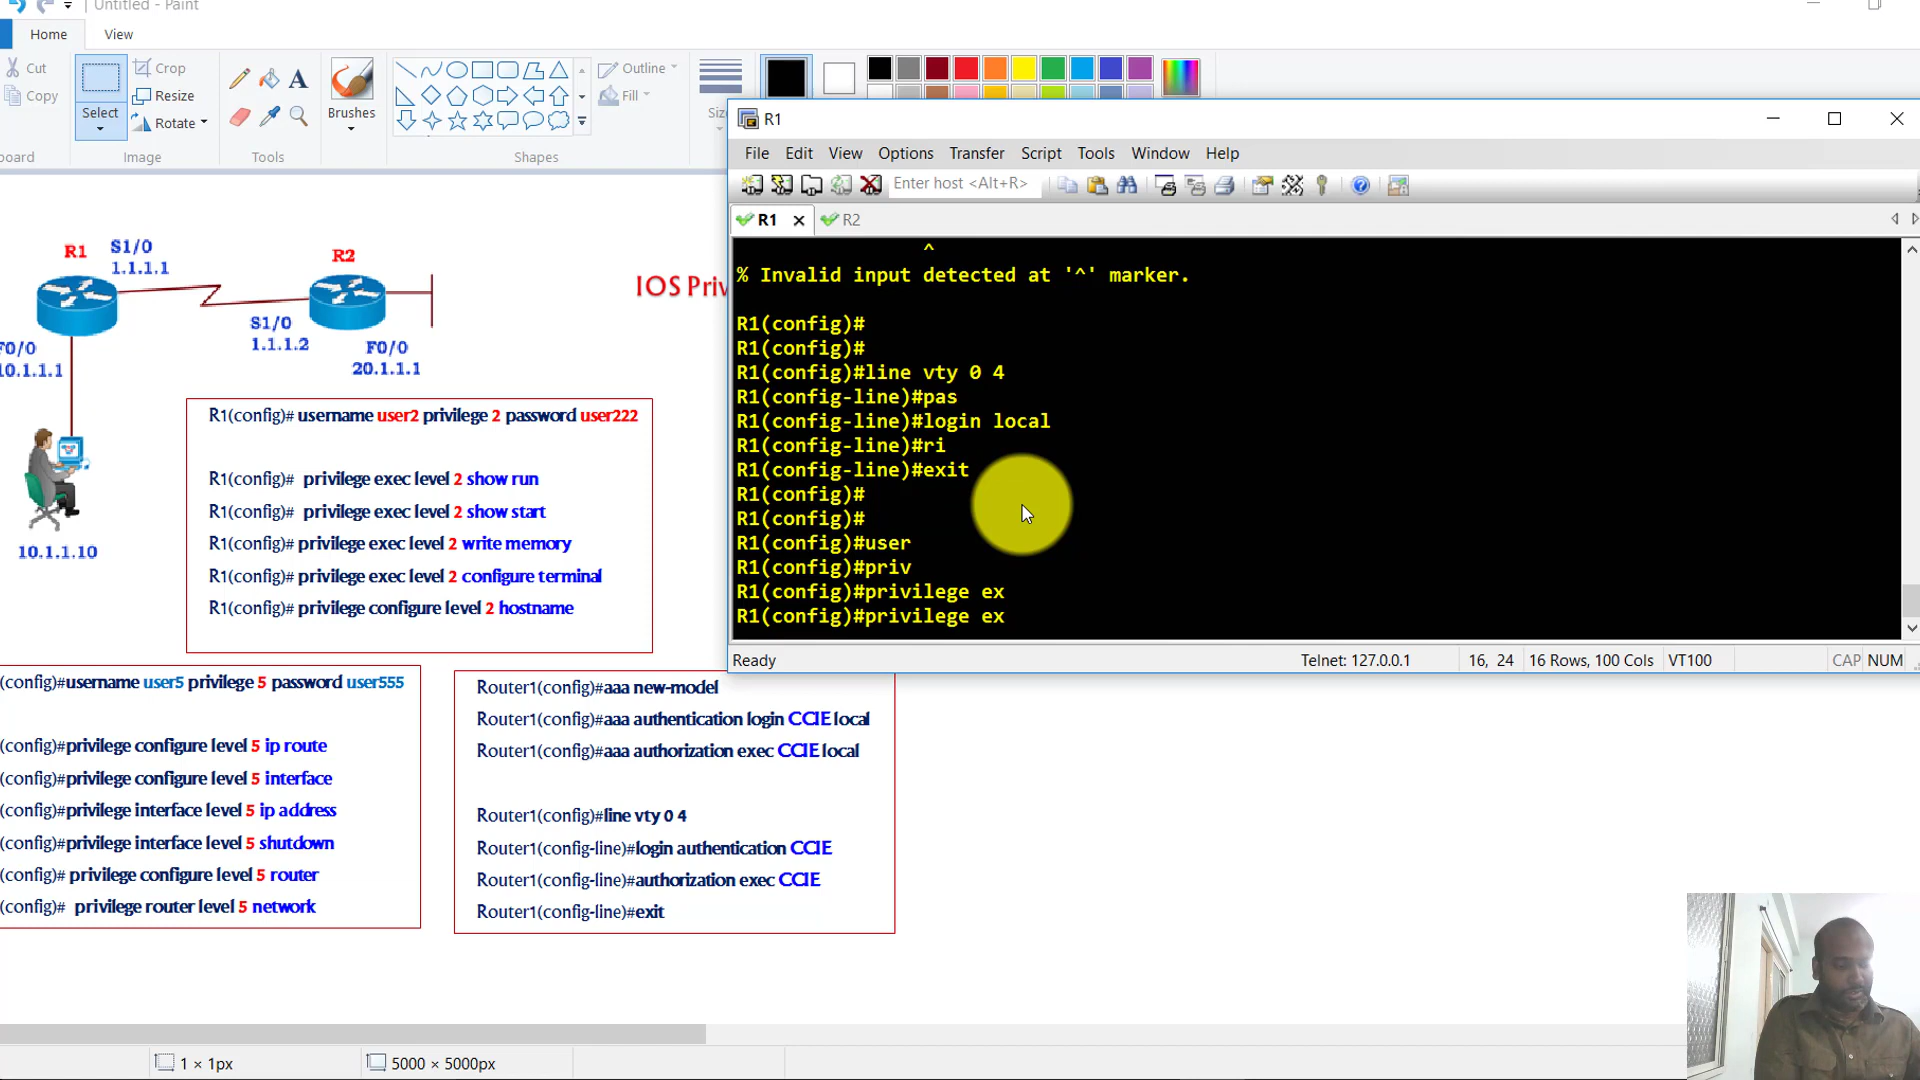 Untitled - Paint
Home
View
Cut
Copy
Select
Crop
Resize
Rotate
Image
Tools
Brushes
Shapes
Outline
Fill
R1
File Edit View Options Transfer Script Tools Window Help
Enter host <Alt+R>
R1
R2
^
% Invalid input detected at '^' marker.
R1(config)#
R1(config)#
R1(config)#line vty 0 4
R1(config-line)#pas
R1(config-line)#login local
R1(config-line)#ri
R1(config-line)#exit
R1(config)#
R1(config)#
R1(config)#user
R1(config)#priv
R1(config)#privilege ex
R1(config)#privilege ex
Ready
Telnet: 127.0.0.1
16, 24
16 Rows, 100 Cols
VT100
CAP
NUM
R1
S1/0
1.1.1.1
R2
S1/0
1.1.1.2
F0/0
20.1.1.1
F0/0
10.1.1.1
10.1.1.10
IOS Priv
R1(config)# username user2 privilege 2 password user222
R1(config)# privilege exec level 2 show run
R1(config)# privilege exec level 2 show start
R1(config)# privilege exec level 2 write memory
R1(config)# privilege exec level 2 configure terminal
R1(config)# privilege configure level 2 hostname
(config)#username user5 privilege 5 password user555
(config)#privilege configure level 5 ip route
(config)#privilege configure level 5 interface
(config)#privilege interface level 5 ip address
(config)#privilege interface level 5 shutdown
(config)# privilege configure level 5 router
(config)# privilege router level 5 network
Router1(config)#aaa new-model
Router1(config)#aaa authentication login CCIE local
Router1(config)#aaa authorization exec CCIE local
Router1(config)#line vty 0 4
Router1(config-line)#login authentication CCIE
Router1(config-line)#authorization exec CCIE
Router1(config-line)#exit
1 × 1px
5000 × 5000px